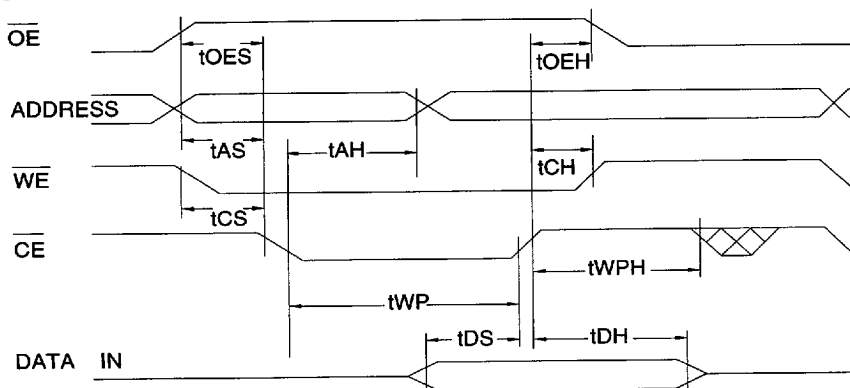 OE
tOES
tOEH
ADDRESS
tAS
tAH
tCH
WE
tCS
CE
tWPH
tWP
tDS
tDH
DATA IN